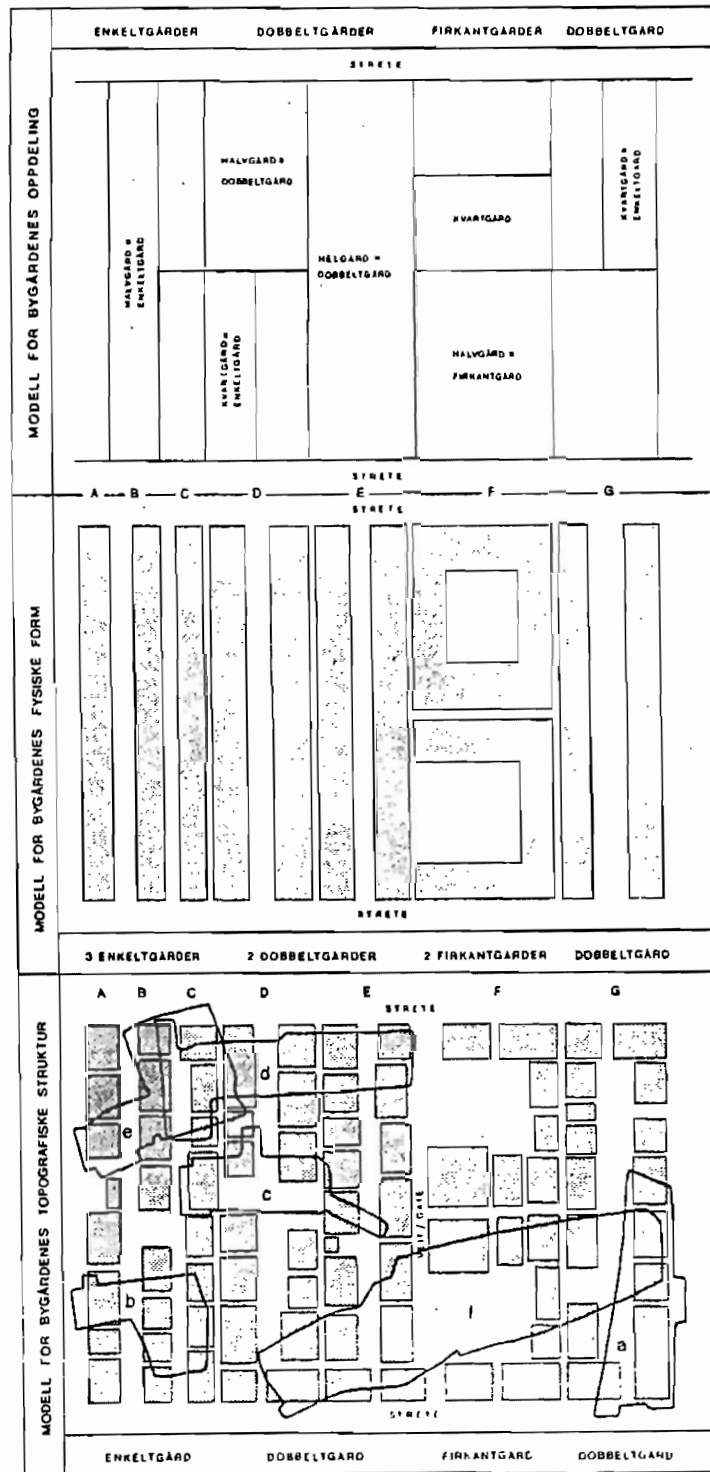 ENKELTGÅRDER DOBBELTGÅRDER FIRKANTGÅRDER DOBBELTGÅRD
STRETE
MODELL FOR BYGÅRDENES OPPDELING
HALVGÅRD =
ENKELTGÅRD
HALVGÅRD =
DOBBELTGÅRD
KVARTGÅRD =
ENKELTGÅRD
HELGÅRD =
DOBBELTGÅRD
KVARTGÅRD
HALVGÅRD =
FIRKANTGÅRD
KVARTGÅRD =
ENKELTGÅRD
STRETE
A B C D E F G
STRETE
MODELL FOR BYGÅRDENES FYSISKE FORM
STRETE
3 ENKELTGÅRDER 2 DOBBELTGÅRDER 2 FIRKANTGÅRDER DOBBELTGÅRD
A B C D E F G
STRETE
MODELL FOR BYGÅRDENES TOPOGRAFISKE STRUKTUR
d
e
c
b
f
a
STRETE
ENKELTGÅRD DOBBELTGÅRD FIRKANTGÅRD DOBBELTGÅRD